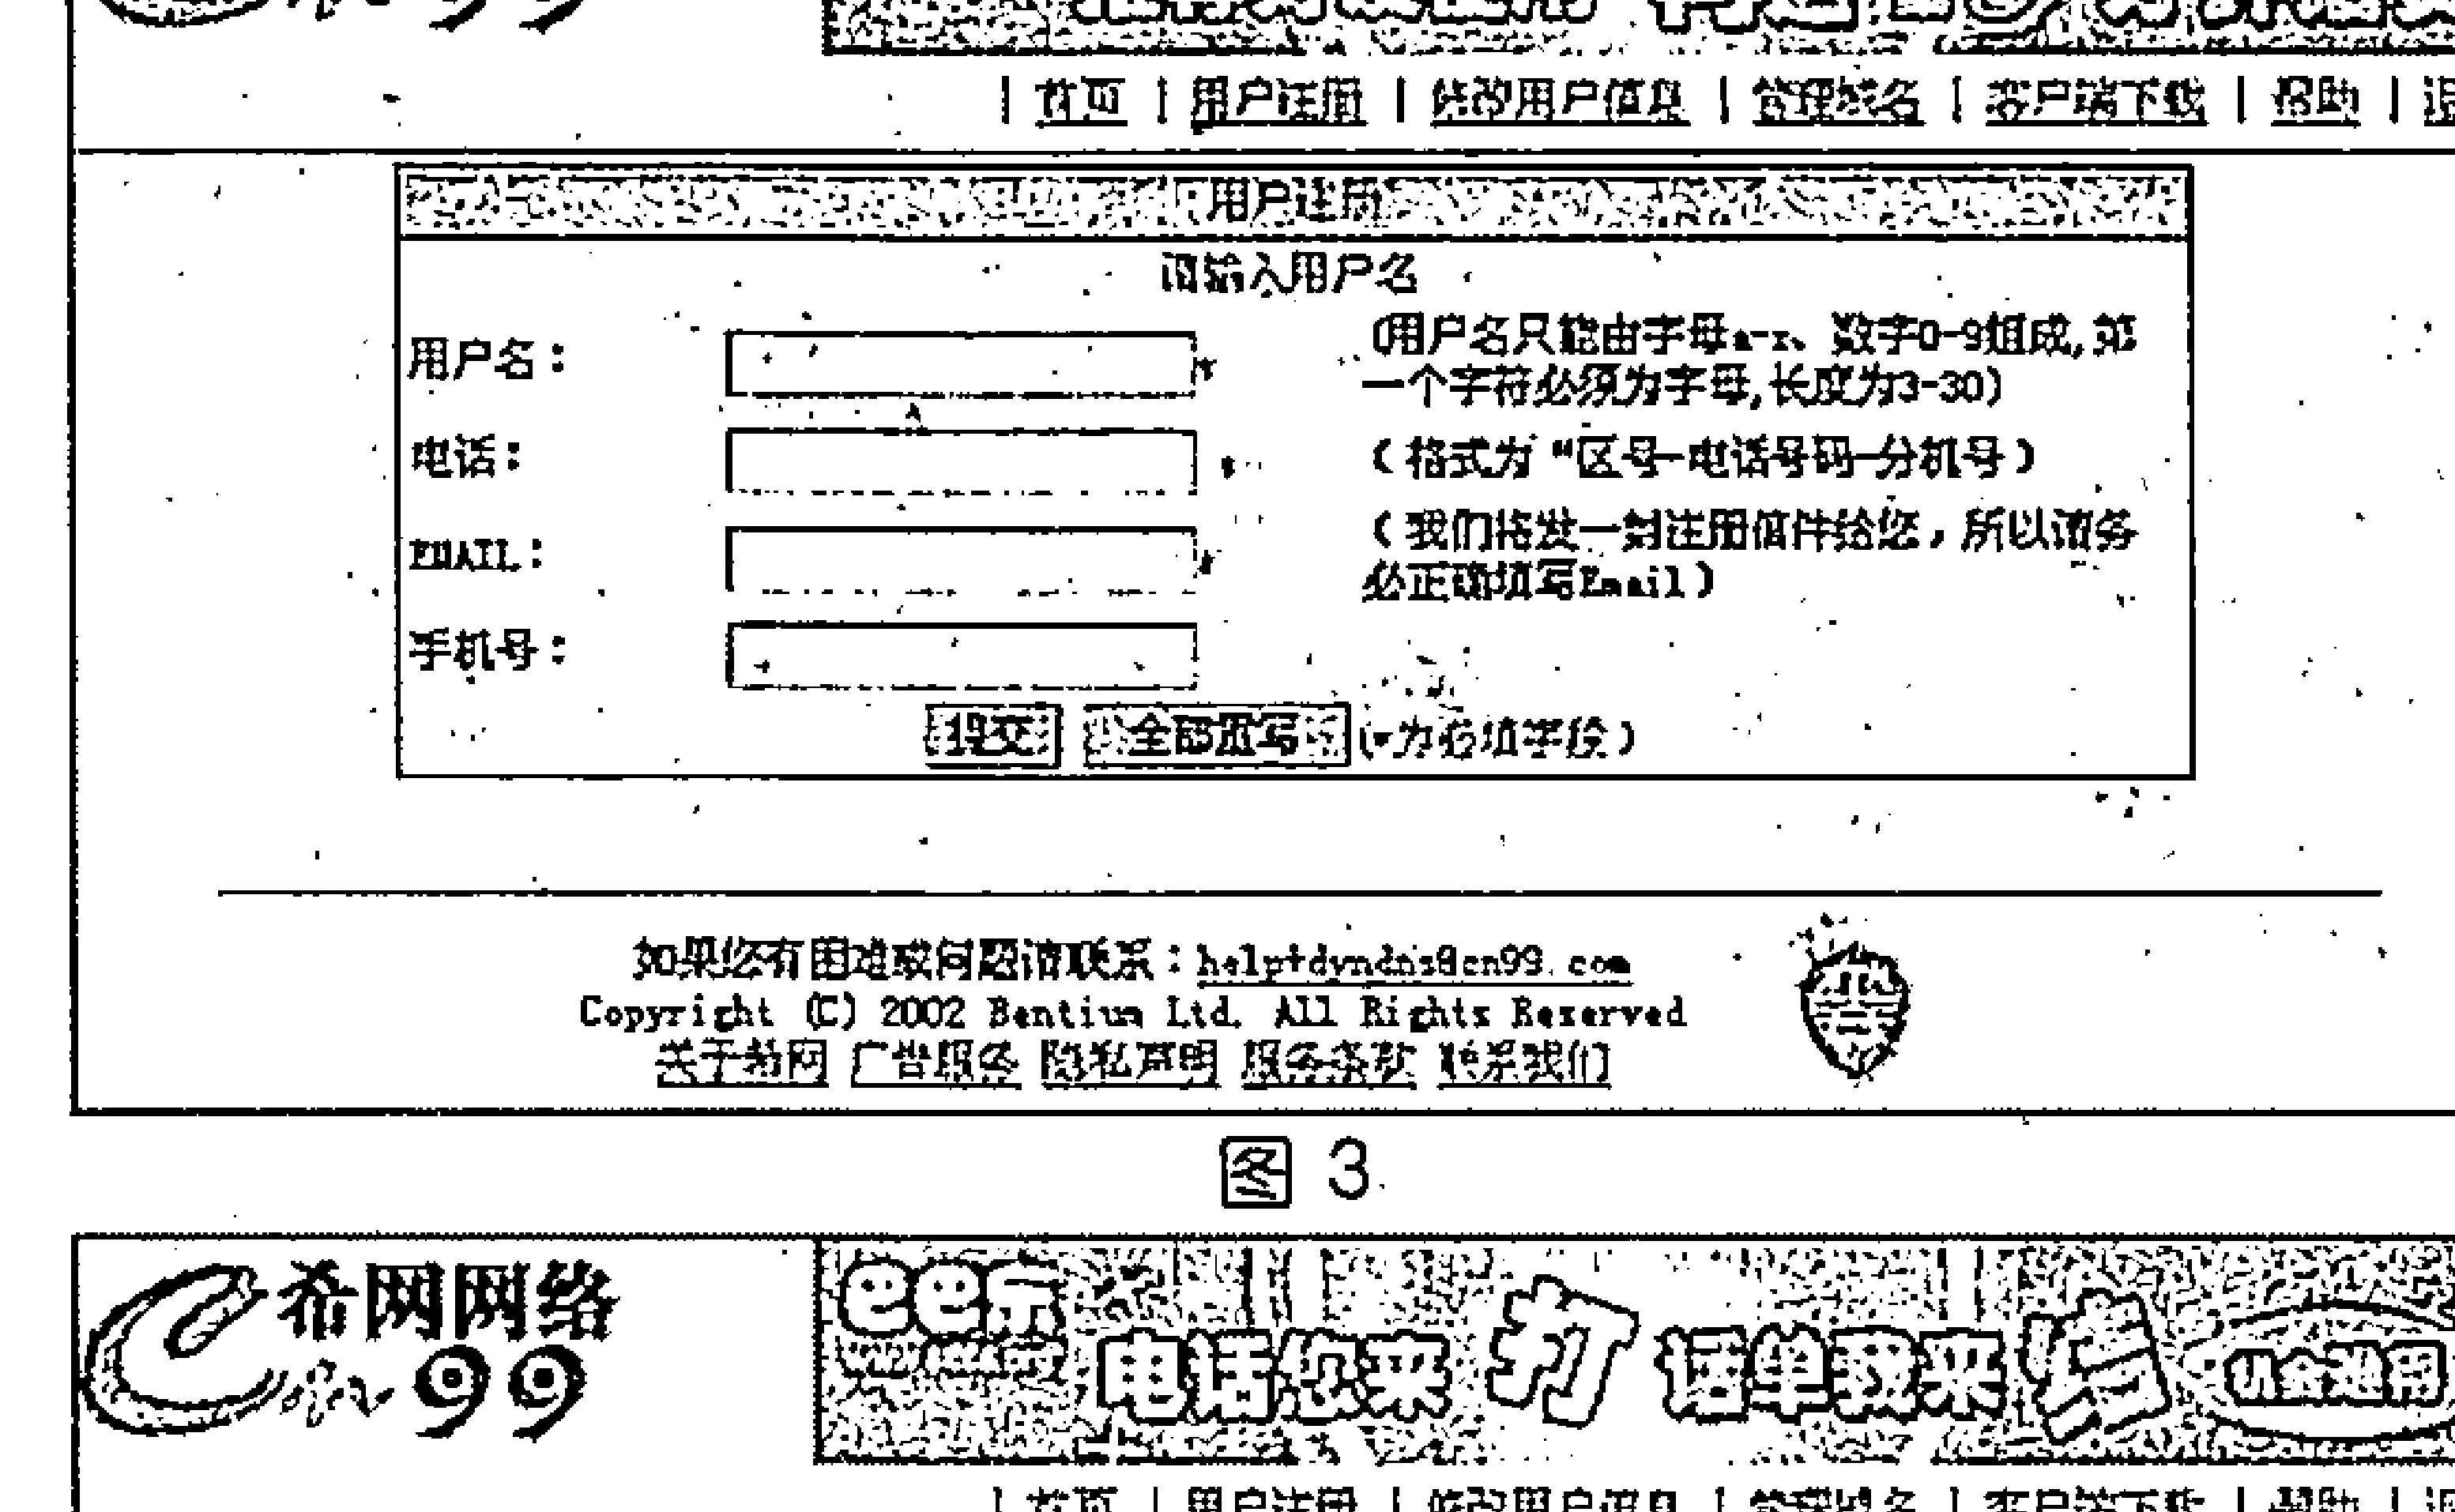 | 首页 | 用户注册 | 修改用户信息 | 管理域名 | 客户端下载 | 帮助 |
用户注册
请输入用户名
用户名：
(用户名只能由字母a-z、数字0-9组成,第
一个字符必须为字母,长度为3-30)
电话：
（格式为“区号-电话号码-分机号）
EMAIL：
（我们将发一封注册信件给您，所以请务
必正确填写Email）
手机号：
提交 全部重写 (*为必填字段)
如果您有困难或问题请联系：help+dyndns@cn99.com
Copyright (C) 2002 Bentium Ltd. All Rights Reserved
关于希网 广告服务 隐私声明 服务条款 联系我们
图 3
希网网络
99
电话您来打 话单我来
| 首页 | 用户注册 | 修改用户信息 | 管理域名 | 客户端下载 | 帮助 |